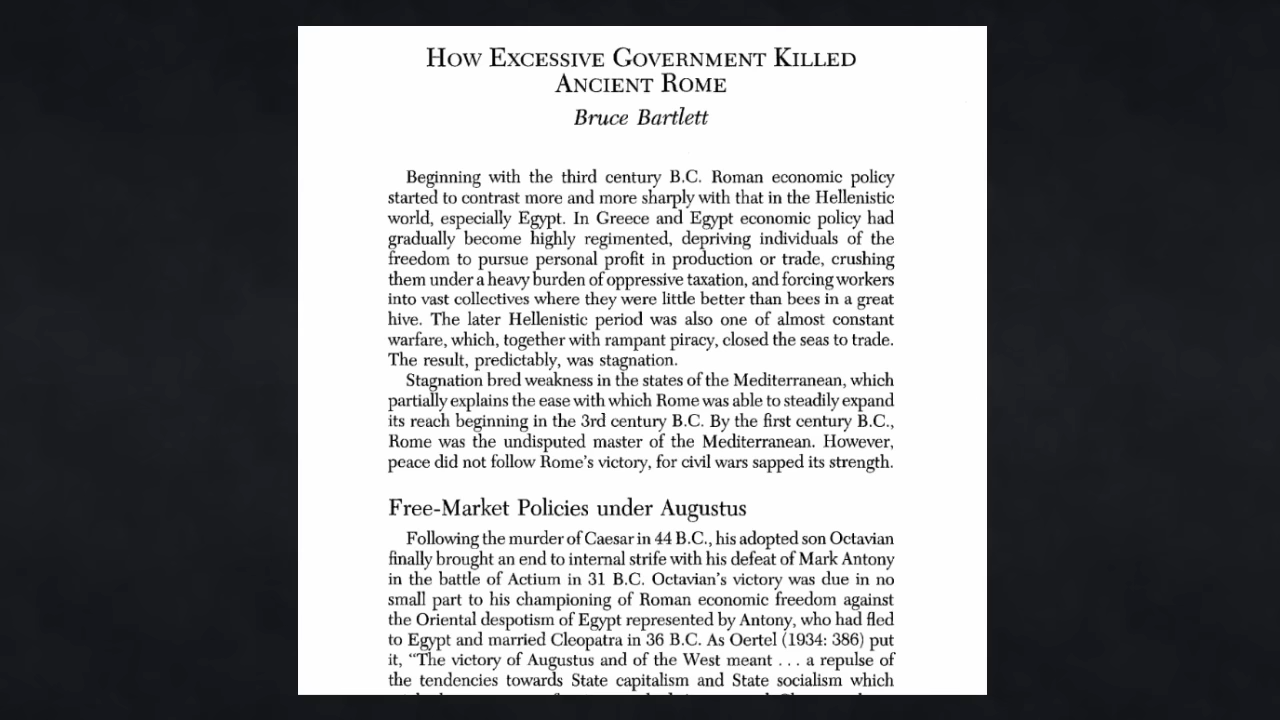 HOW EXCESSIVE GOVERNMENT KILLED
ANCIENT ROME
Bruce Bartlett
Beginning with the third century B.C. Roman economic policy
started to contrast more and more sharply with that in the Hellenistic
world, especially Egypt. In Greece and Egypt economic policy had
gradually become highly regimented, depriving individuals of the
freedom to pursue personal profit in production or trade, crushing
them under a heavy burden of oppressive taxation, and forcing workers
into vast collectives where they were little better than bees in a great
hive. The later Hellenistic period was also one of almost constant
warfare, which, together with rampant piracy, closed the seas to trade.
The result, predictably, was stagnation.
Stagnation bred weakness in the states of the Mediterranean, which
partially explains the ease with which Rome was able to steadily expand
its reach beginning in the 3rd century B.C. By the first century B.C.,
Rome was the undisputed master of the Mediterranean. However,
peace did not follow Rome's victory, for civil wars sapped its strength.
Free-Market Policies under Augustus
Following the murder of Caesar in 44 B.C., his adopted son Octavian
finally brought an end to internal strife with his defeat of Mark Antony
in the battle of Actium in 31 B.C. Octavian's victory was due in no
small part to his championing of Roman economic freedom against
the Oriental despotism of Egypt represented by Antony, who had fled
to Egypt and married Cleopatra in 36 B.C. As Oertel (1934: 386) put
it, “The victory of Augustus and of the West meant . . . a repulse of
the tendencies towards State capitalism and State socialism which